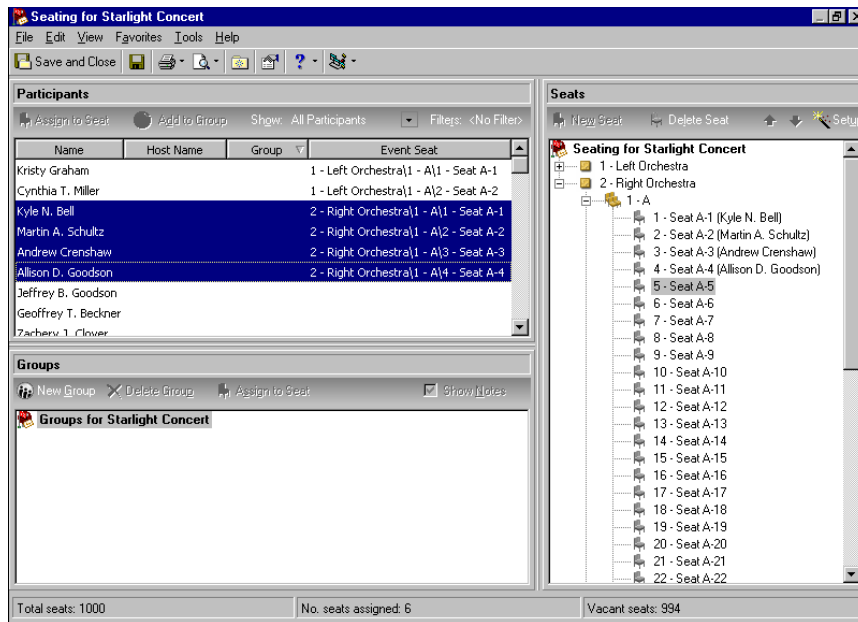 Seating for Starlight Concert
File Edit View Favorites Tools Help
Save and Close
Participants
Assign to Seat Add to Group Show: All Participants Filters: <No Filter>
Name Host Name Group Event Seat
Kristy Graham 1 - Left Orchestra\1 - A\1 - Seat A-1
Cynthia T. Miller 1 - Left Orchestra\1 - A\2 - Seat A-2
Kyle N. Bell 2 - Right Orchestra\1 - A\1 - Seat A-1
Martin A. Schultz 2 - Right Orchestra\1 - A\2 - Seat A-2
Andrew Crenshaw 2 - Right Orchestra\1 - A\3 - Seat A-3
Allison D. Goodson 2 - Right Orchestra\1 - A\4 - Seat A-4
Jeffrey B. Goodson
Geoffrey T. Beckner
Zachery J. Clover
Groups
New Group Delete Group Assign to Seat Show Notes
Groups for Starlight Concert
Seats
New Seat Delete Seat Setup
Seating for Starlight Concert
1 - Left Orchestra
2 - Right Orchestra
1 - A
1 - Seat A-1 (Kyle N. Bell)
2 - Seat A-2 (Martin A. Schultz)
3 - Seat A-3 (Andrew Crenshaw)
4 - Seat A-4 (Allison D. Goodson)
5 - Seat A-5
6 - Seat A-6
7 - Seat A-7
8 - Seat A-8
9 - Seat A-9
10 - Seat A-10
11 - Seat A-11
12 - Seat A-12
13 - Seat A-13
14 - Seat A-14
15 - Seat A-15
16 - Seat A-16
17 - Seat A-17
18 - Seat A-18
19 - Seat A-19
20 - Seat A-20
21 - Seat A-21
22 - Seat A-22
Total seats: 1000 No. seats assigned: 6 Vacant seats: 994